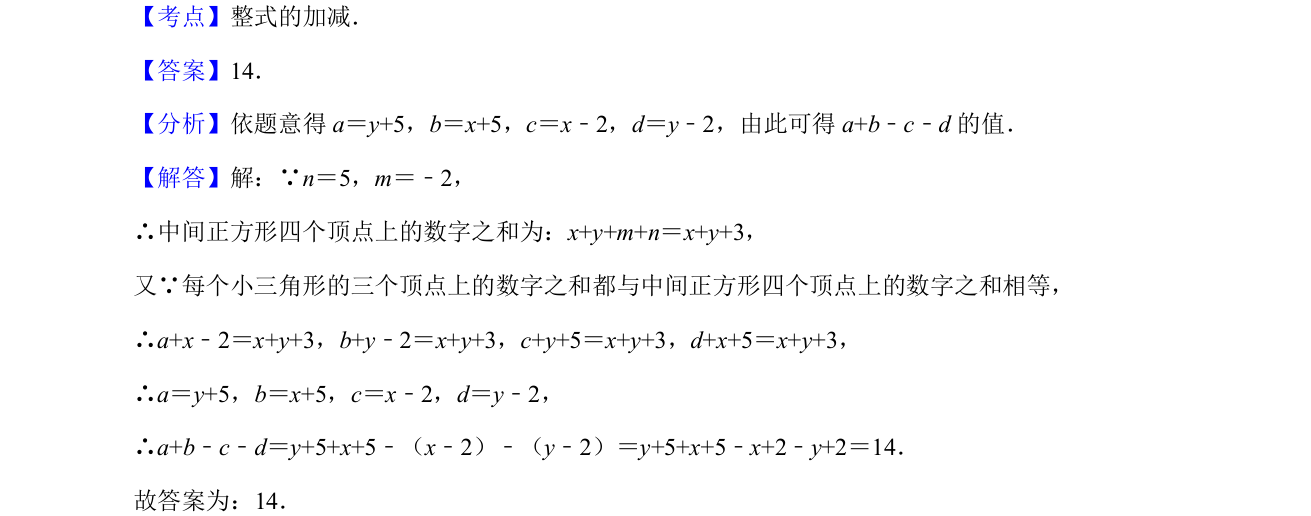 【考点】整式的加减．
【答案】14．
【分析】依题意得 a＝y+5，b＝x+5，c＝x﹣2，d＝y﹣2，由此可得 a+b﹣c﹣d 的值．
【解答】解：∵n＝5，m＝﹣2，
∴中间正方形四个顶点上的数字之和为：x+y+m+n＝x+y+3，
又∵每个小三角形的三个顶点上的数字之和都与中间正方形四个顶点上的数字之和相等，
∴a+x﹣2＝x+y+3，b+y﹣2＝x+y+3，c+y+5＝x+y+3，d+x+5＝x+y+3，
∴a＝y+5，b＝x+5，c＝x﹣2，d＝y﹣2，
∴a+b﹣c﹣d＝y+5+x+5﹣（x﹣2）﹣（y﹣2）＝y+5+x+5﹣x+2﹣y+2＝14．
故答案为：14．